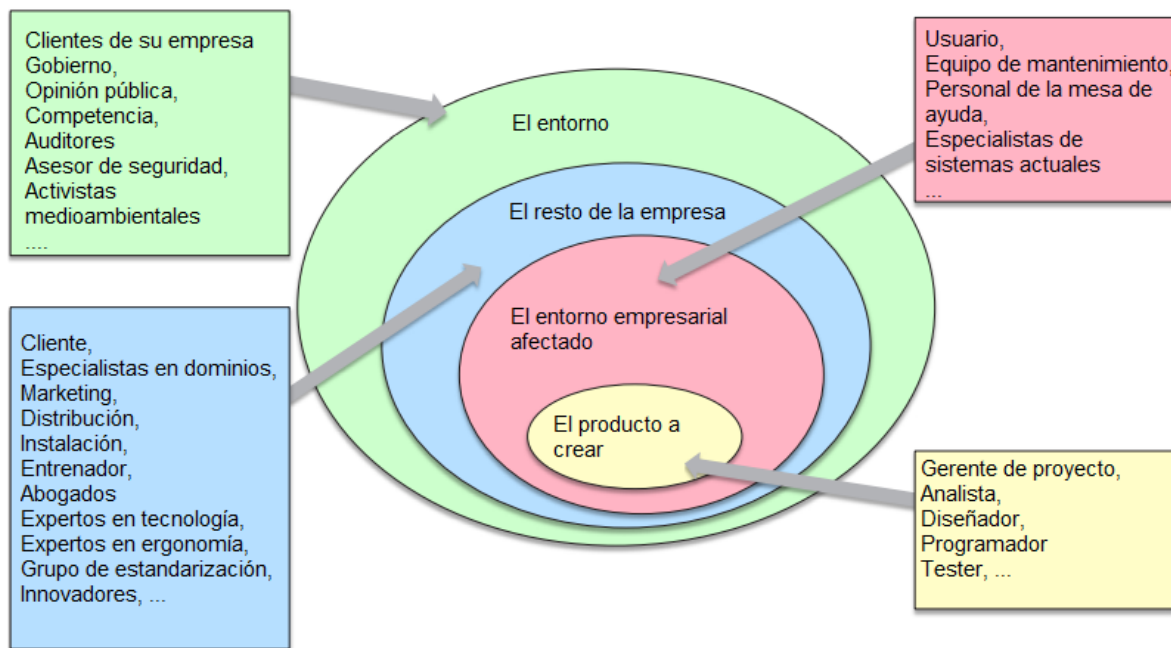 Clientes de su empresa
Gobierno,
Opinión pública,
Competencia,
Auditores
Asesor de seguridad,
Activistas
medioambientales
....
Usuario,
Equipo de mantenimiento,
Personal de la mesa de
ayuda,
Especialistas de
sistemas actuales
...
El entorno
El resto de la empresa
El entorno empresarial
afectado
El producto a
crear
Cliente,
Especialistas en dominios,
Marketing,
Distribución,
Instalación,
Entrenador,
Abogados
Expertos en tecnología,
Expertos en ergonomía,
Grupo de estandarización,
Innovadores, ...
Gerente de proyecto,
Analista,
Diseñador,
Programador
Tester, ...